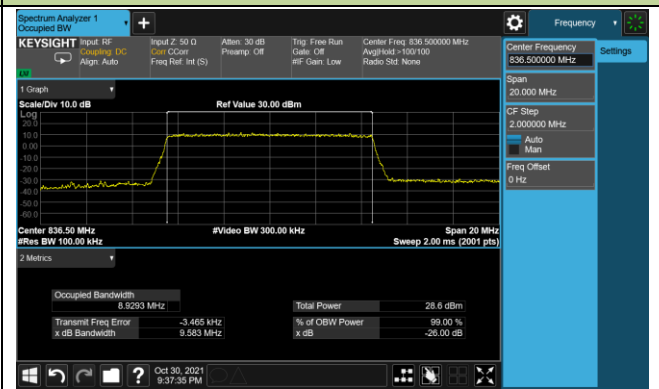 Spectrum Analyzer 1
Occupied BW
Frequency
KEYSIGHT
Input: RF
Coupling: DC
Align: Auto
Input Z: 50 Ω
Corr CCorr
Freq Ref: Int (S)
Atten: 30 dB
Preamp: Off
Trig: Free Run
Gate: Off
#IF Gain: Low
Center Freq: 836.500000 MHz
Avg|Hold:>100/100
Radio Std: None
1 Graph
Scale/Div 10.0 dB
Ref Value 30.00 dBm
Log
20.0
10.0
0.00
-10.0
-20.0
-30.0
-40.0
-50.0
-60.0
Center 836.50 MHz
#Video BW 300.00 kHz
Span 20 MHz
#Res BW 100.00 kHz
Sweep 2.00 ms (2001 pts)
2 Metrics
Occupied Bandwidth
8.9293 MHz
Total Power
28.6 dBm
Transmit Freq Error
-3.465 kHz
% of OBW Power
99.00 %
x dB Bandwidth
9.583 MHz
x dB
-26.00 dB
Oct 30, 2021
9:37:35 PM
Center Frequency
836.500000 MHz
Settings
Span
20.000 MHz
CF Step
2.000000 MHz
Auto
Man
Freq Offset
0 Hz